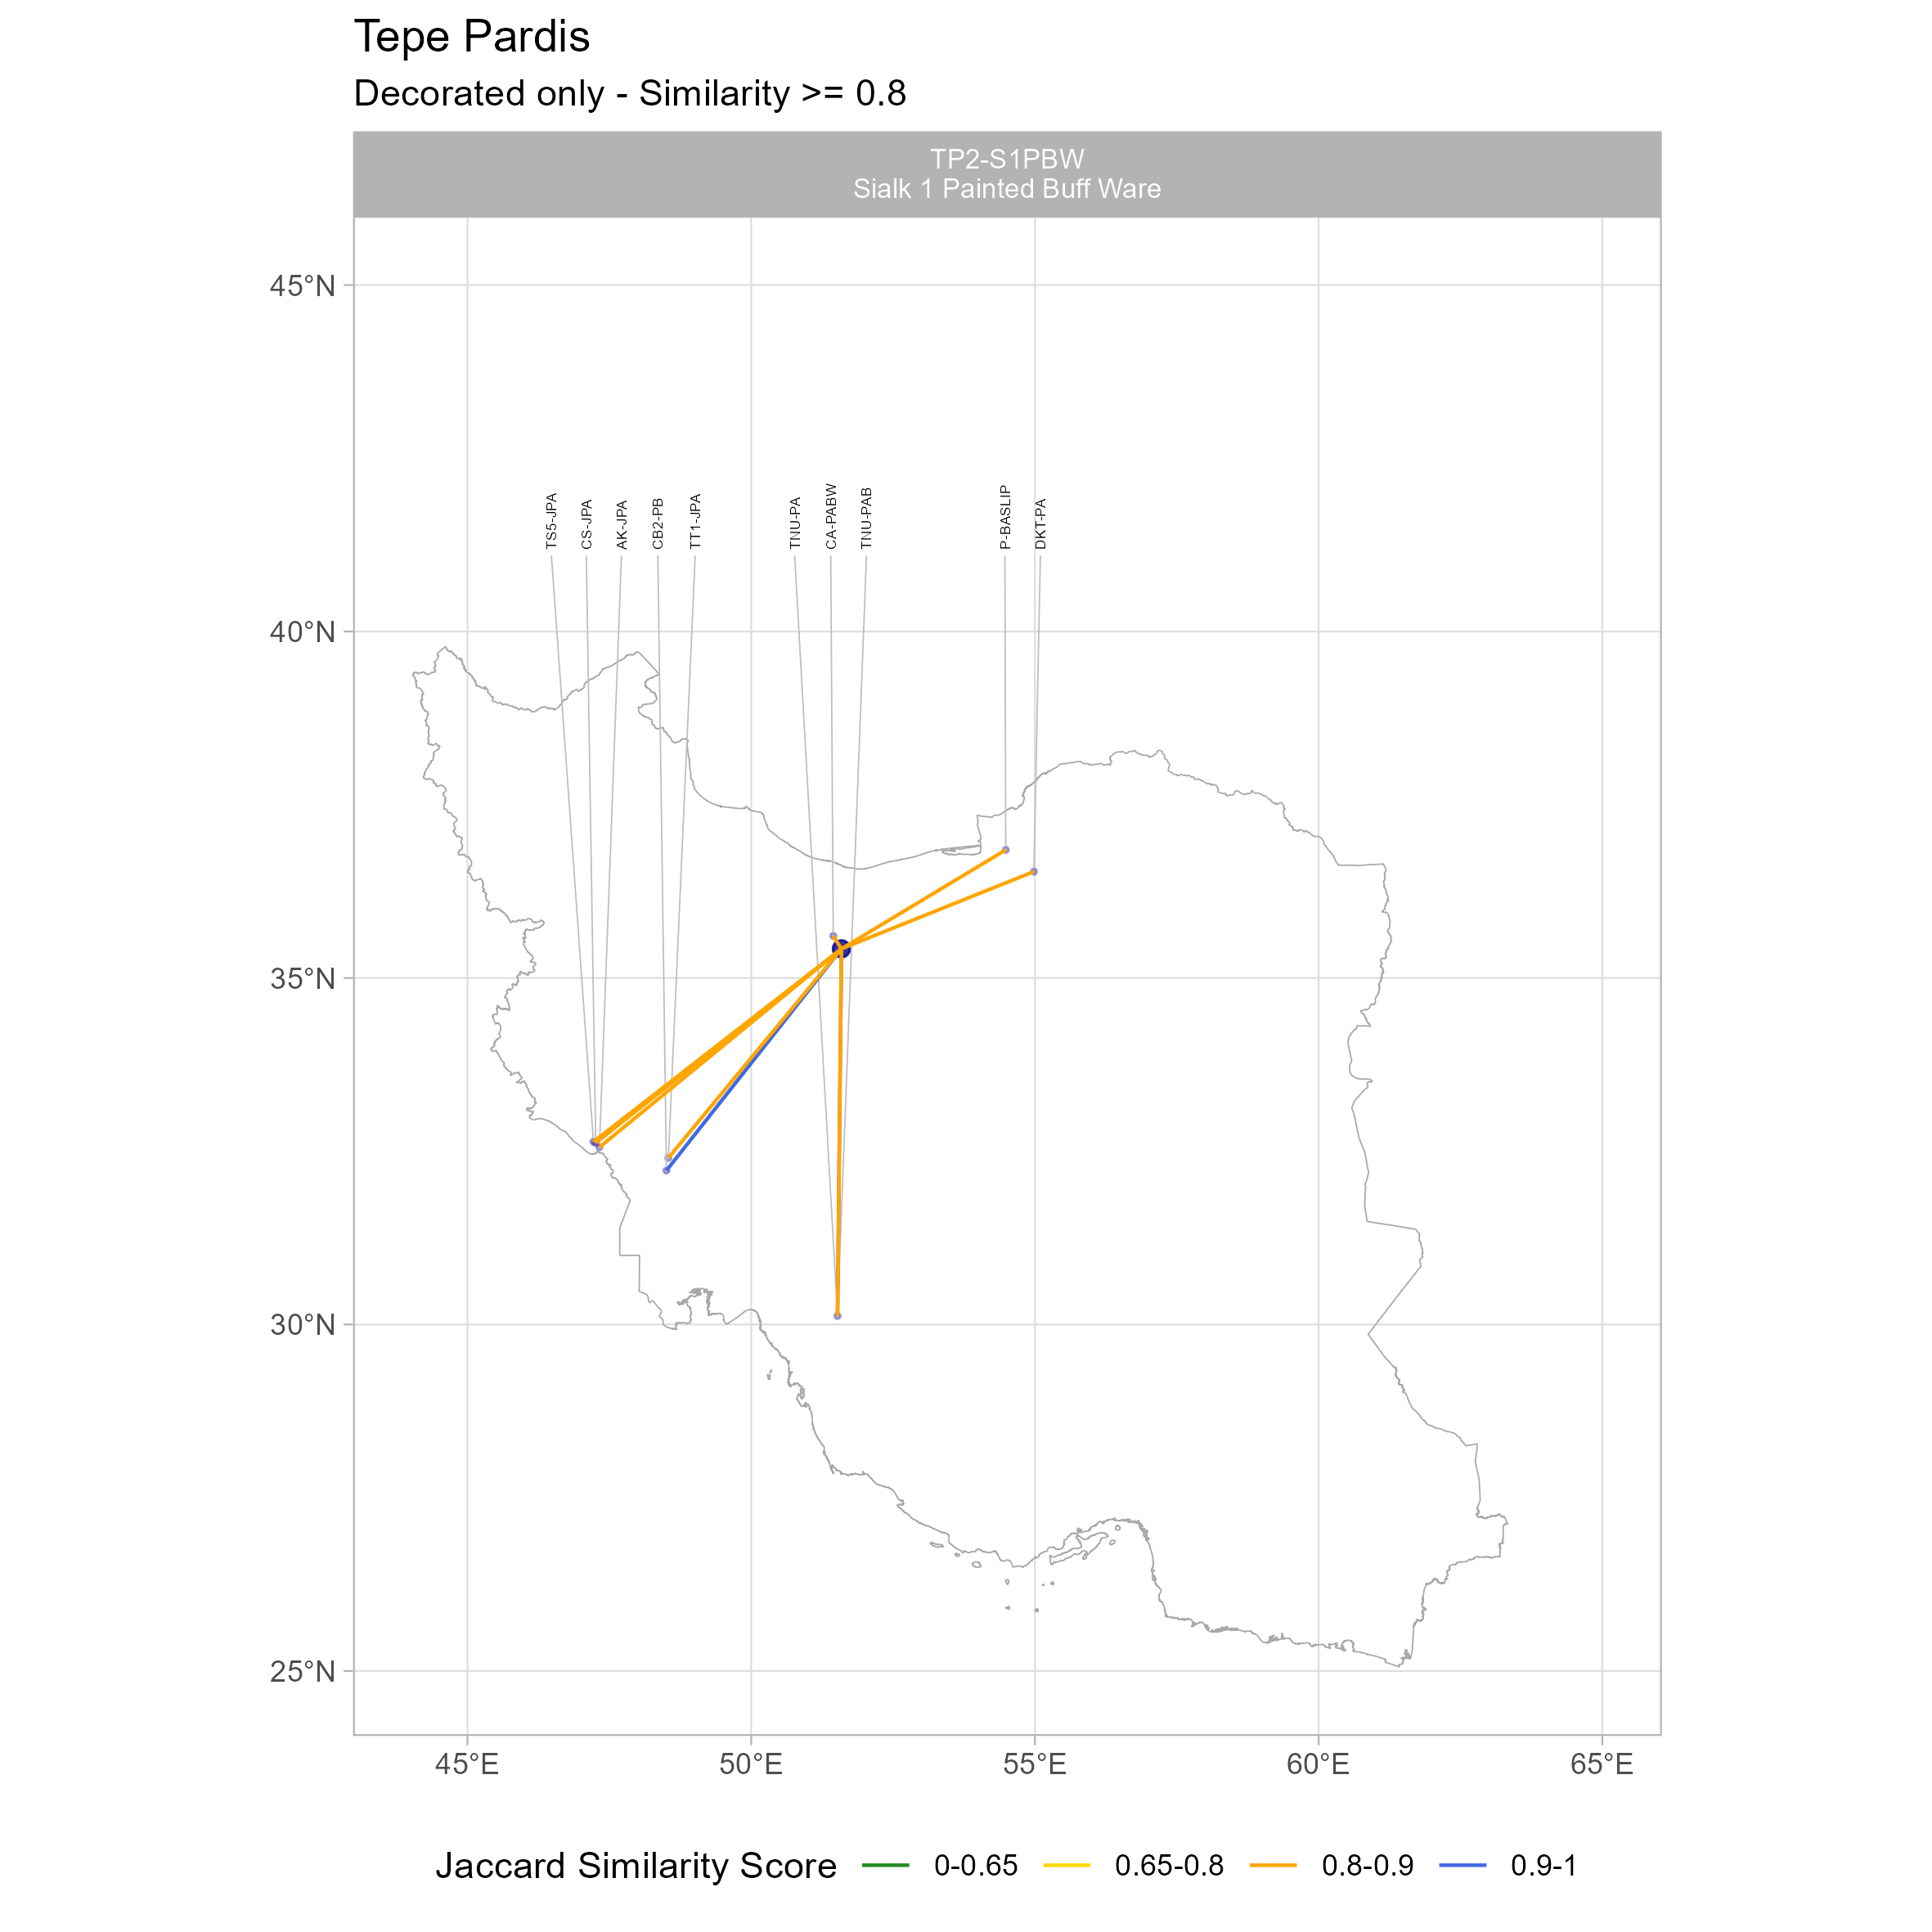 Tepe Pardis
Decorated only - Similarity >= 0.8
TP2-S1PBW
Sialk 1 Painted Buff Ware
45°N
40°N
35°N
30°N
25°N
TS5-JPA
CS-JPA
AK-JPA
CB2-PB
TT1-JPA
TNU-PA
CA-PABW
TNU-PAB
P-BASLIP
DKT-PA
45°E
50°E
55°E
60°E
65°E
Jaccard Similarity Score 0-0.65 0.65-0.8 0.8-0.9 0.9-1